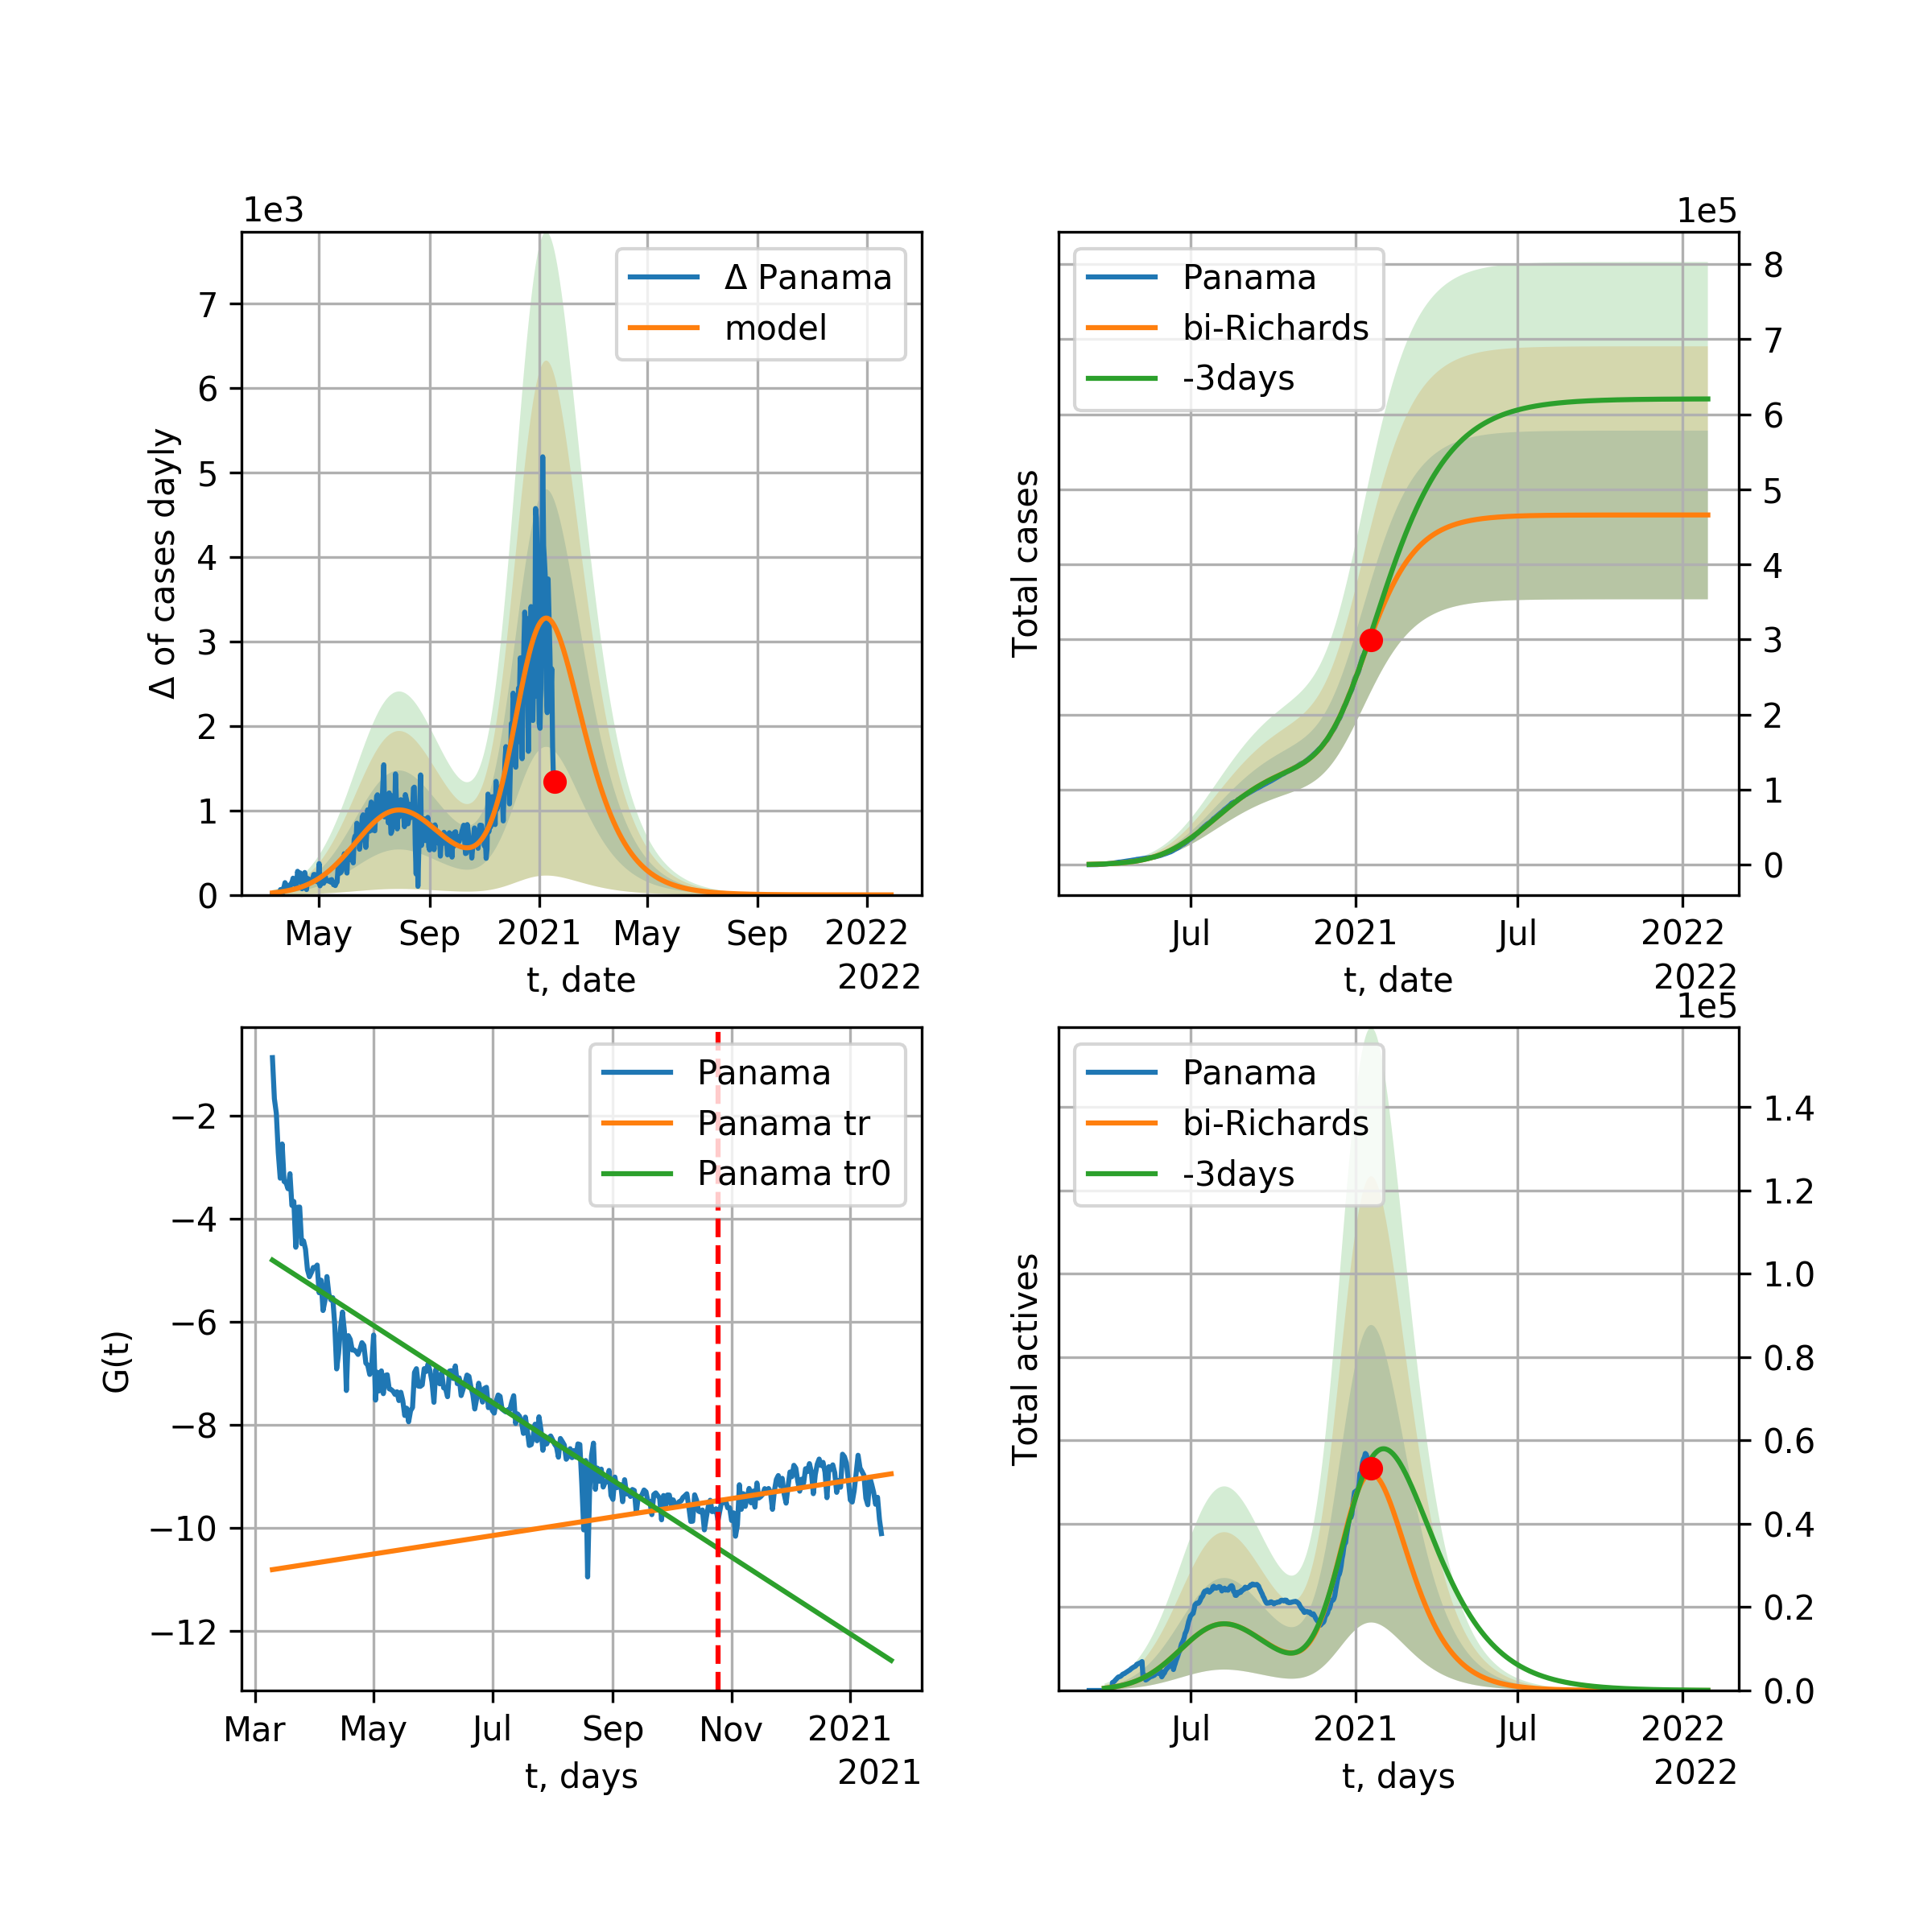 1e3
Δ of cases dayly
7
6
5
4
3
2
1
0
Δ Panama
model
May Sep 2021 May Sep 2022
t, date
2022
1e5
Total cases
Panama
bi-Richards
-3days
8
7
6
5
4
3
2
1
0
Jul 2021 Jul 2022
t, date
2022
G(t)
−2
−4
−6
−8
−10
−12
Panama
Panama tr
Panama tr0
Mar May Jul Sep Nov 2021
t, days
2021
1e5
Total actives
Panama
bi-Richards
-3days
1.4
1.2
1.0
0.8
0.6
0.4
0.2
0.0
Jul 2021 Jul 2022
t, days
2022